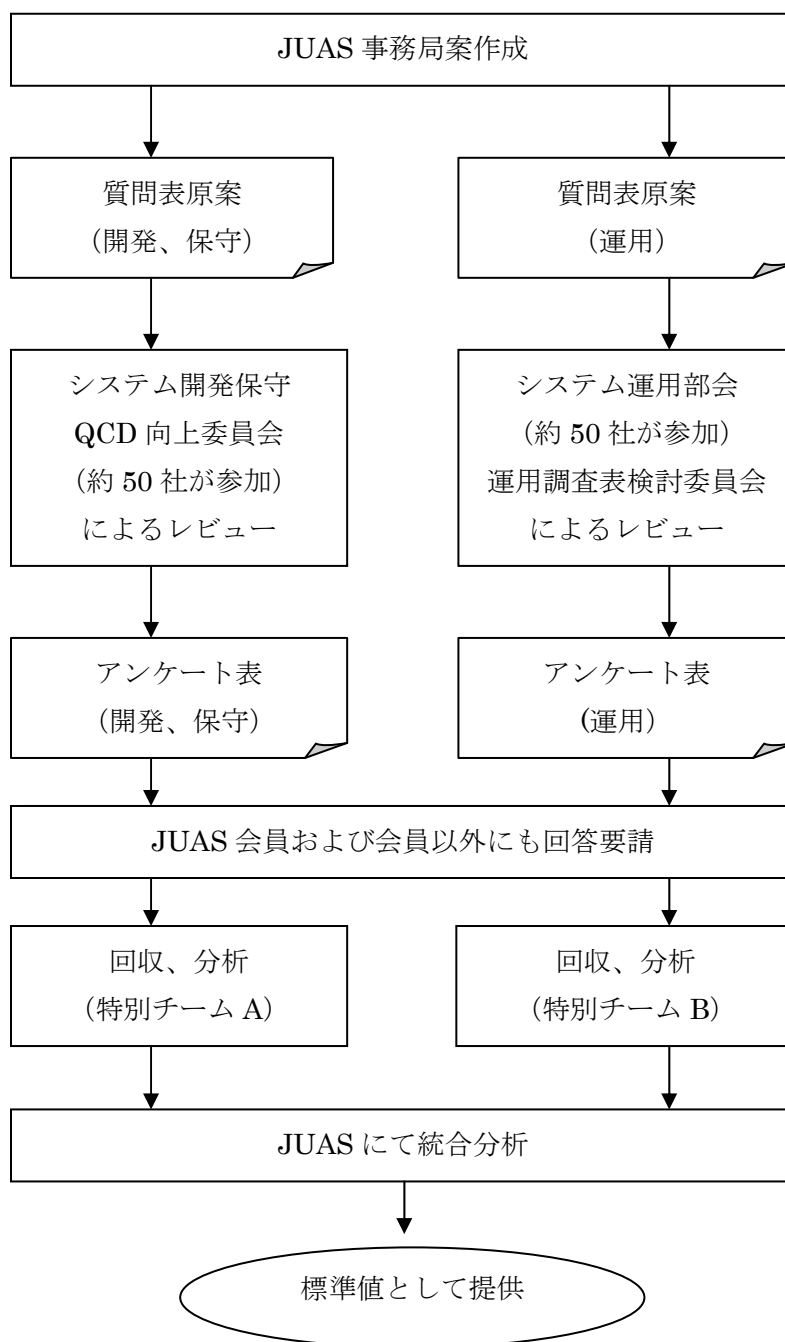 JUAS 事務局案作成
質問表原案
（開発、保守）
質問表原案
（運用）
システム開発保守
QCD 向上委員会
（約 50 社が参加）
によるレビュー
システム運用部会
（約 50 社が参加）
運用調査表検討委員会
によるレビュー
アンケート表
（開発、保守）
アンケート表
(運用）
JUAS 会員および会員以外にも回答要請
回収、分析
（特別チーム A）
回収、分析
（特別チーム B）
JUAS にて統合分析
標準値として提供